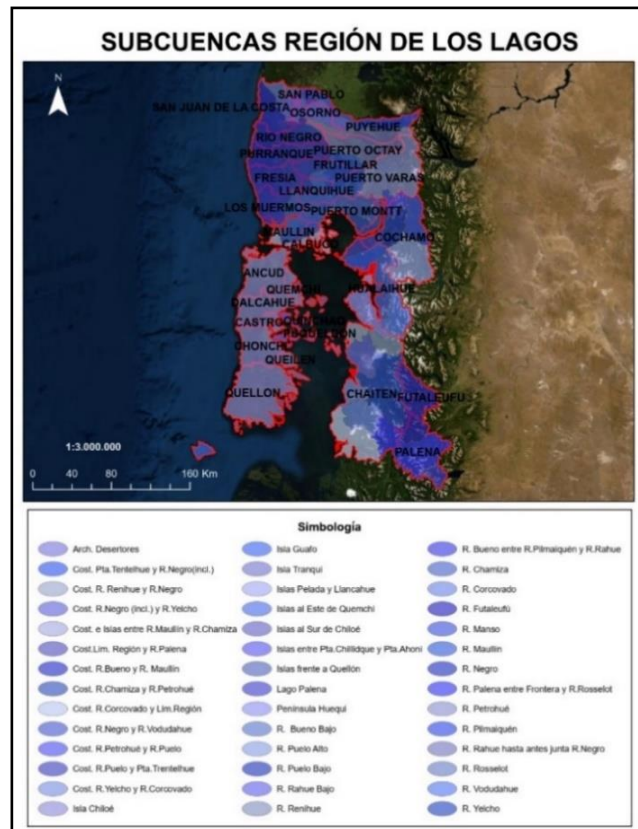 SUBCUENCAS REGIÓN DE LOS LAGOS
N
SAN PABLO
SAN JUAN DE LA COSTA
OSORNO
PUYEHUE
RIO NEGRO
PUERTO OCTAY
PURRANQUE
FRUTILLAR
FRESIA
PUERTO VARAS
LLANQUIHUE
LOS MUERMOS
PUERTO MONTT
MAULLIN
COCHAMO
CALBUCO
ANCUD
QUEMCHI
HUALAIHUE
DALCAHUE
CASTRO
CHONCHI
QUEILEN
QUELLON
CHAITEN
FUTALEUFU
PALENA
1:3.000.000
0 40 80 160 Km
Simbología
Arch. Desertores
Cost. Pta.Tentelhue y R.Negro(incl.)
Cost. R. Renihue y R.Negro
Cost. R.Negro (incl.) y R.Yelcho
Cost. e Islas entre R.Maullín y R.Chamiza
Cost.Lim. Región y R.Palena
Cost. R.Bueno y R. Maullín
Cost. R.Chamiza y R.Petrohué
Cost. R.Corcovado y Lim.Región
Cost. R.Negro y R.Vodudahue
Cost. R.Petrohué y R.Puelo
Cost. R.Puelo y Pta.Trentelhue
Cost. R.Yelcho y R.Corcovado
Isla Chiloé
Isla Guafo
Isla Tranqui
Islas Pelada y Llancahue
Islas al Este de Quemchi
Islas al Sur de Chiloé
Islas entre Pta.Chillidque y Pta.Ahoni
Islas frente a Quellón
Lago Palena
Península Huequi
R. Bueno Bajo
R. Puelo Alto
R. Puelo Bajo
R. Rahue Bajo
R. Renihue
R. Bueno entre R.Pilmaiquén y R.Rahue
R. Chamiza
R. Corcovado
R. Futaleufú
R. Manso
R. Maullin
R. Negro
R. Palena entre Frontera y R.Rosselot
R. Petrohué
R. Pilmaiquén
R. Rahue hasta antes junta R.Negro
R. Rosselot
R. Vodudahue
R. Yelcho